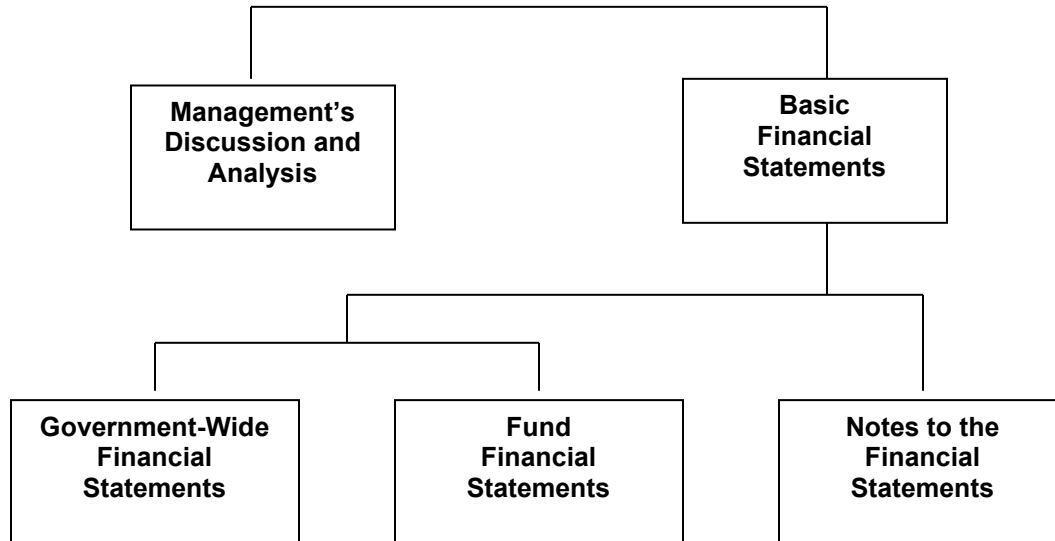 Management’s
Discussion and
Analysis
Basic
Financial
Statements
Government-Wide
Financial
Statements
Fund
Financial
Statements
Notes to the
Financial
Statements